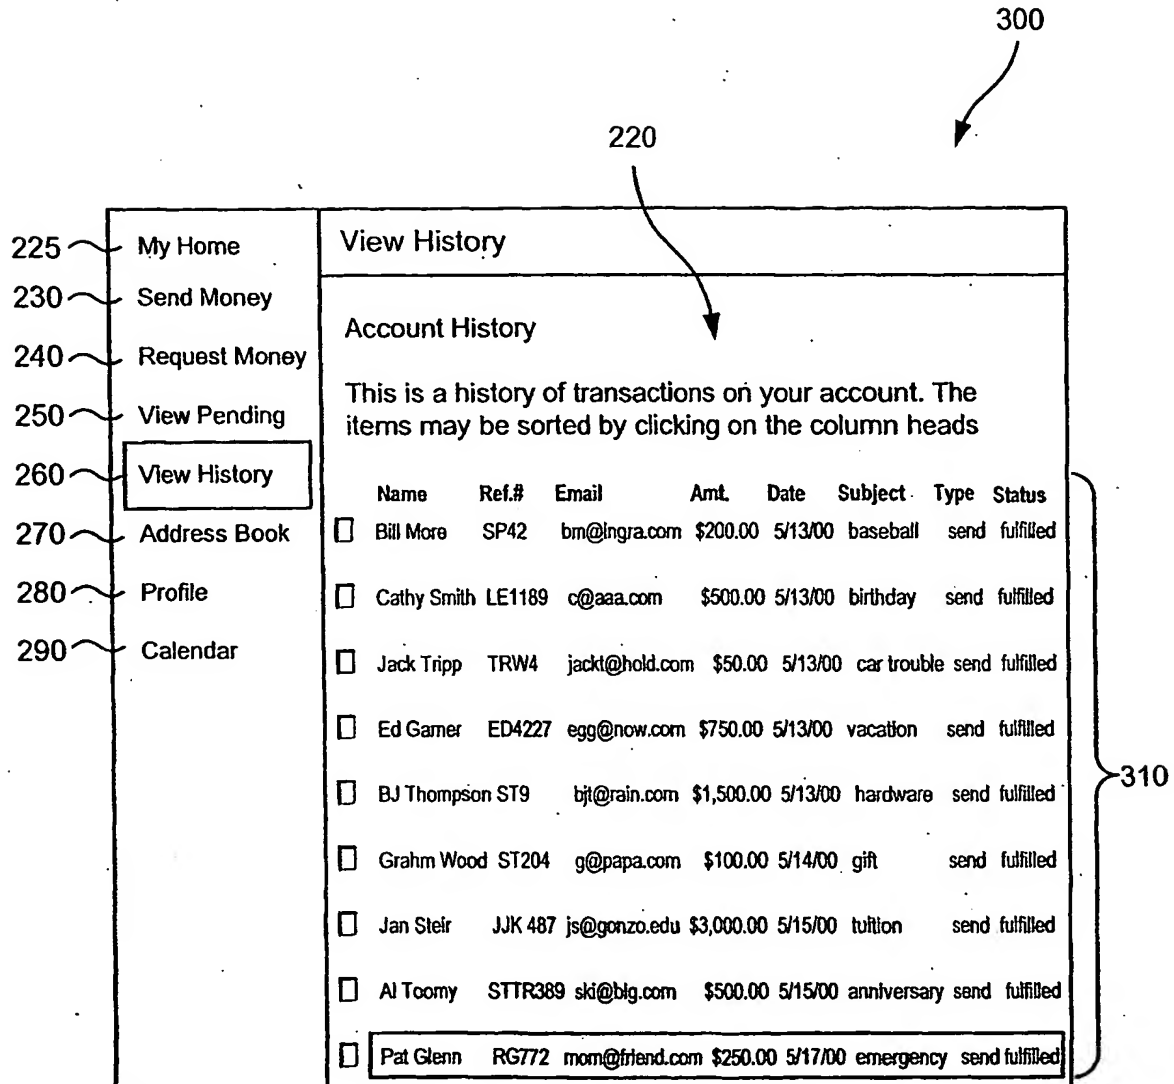 300
220
225 My Home
230 Send Money
240 Request Money
250 View Pending
260 View History
270 Address Book
280 Profile
290 Calendar
View History
Account History
This is a history of transactions on your account. The
items may be sorted by clicking on the column heads
Name Ref.# Email Amt. Date Subject Type Status
Bill More SP42 bm@ingra.com $200.00 5/13/00 baseball send fulfilled
Cathy Smith LE1189 c@aaa.com $500.00 5/13/00 birthday send fulfilled
Jack Tripp TRW4 jackt@hold.com $50.00 5/13/00 car trouble send fulfilled
Ed Garner ED4227 egg@now.com $750.00 5/13/00 vacation send fulfilled
BJ Thompson ST9 bjt@rain.com $1,500.00 5/13/00 hardware send fulfilled
Grahm Wood ST204 g@papa.com $100.00 5/14/00 gift send fulfilled
Jan Steir JJK 487 js@gonzo.edu $3,000.00 5/15/00 tuition send fulfilled
Al Toomy STTR389 ski@big.com $500.00 5/15/00 anniversary send fulfilled
Pat Glenn RG772 mom@friend.com $250.00 5/17/00 emergency send fulfilled
310